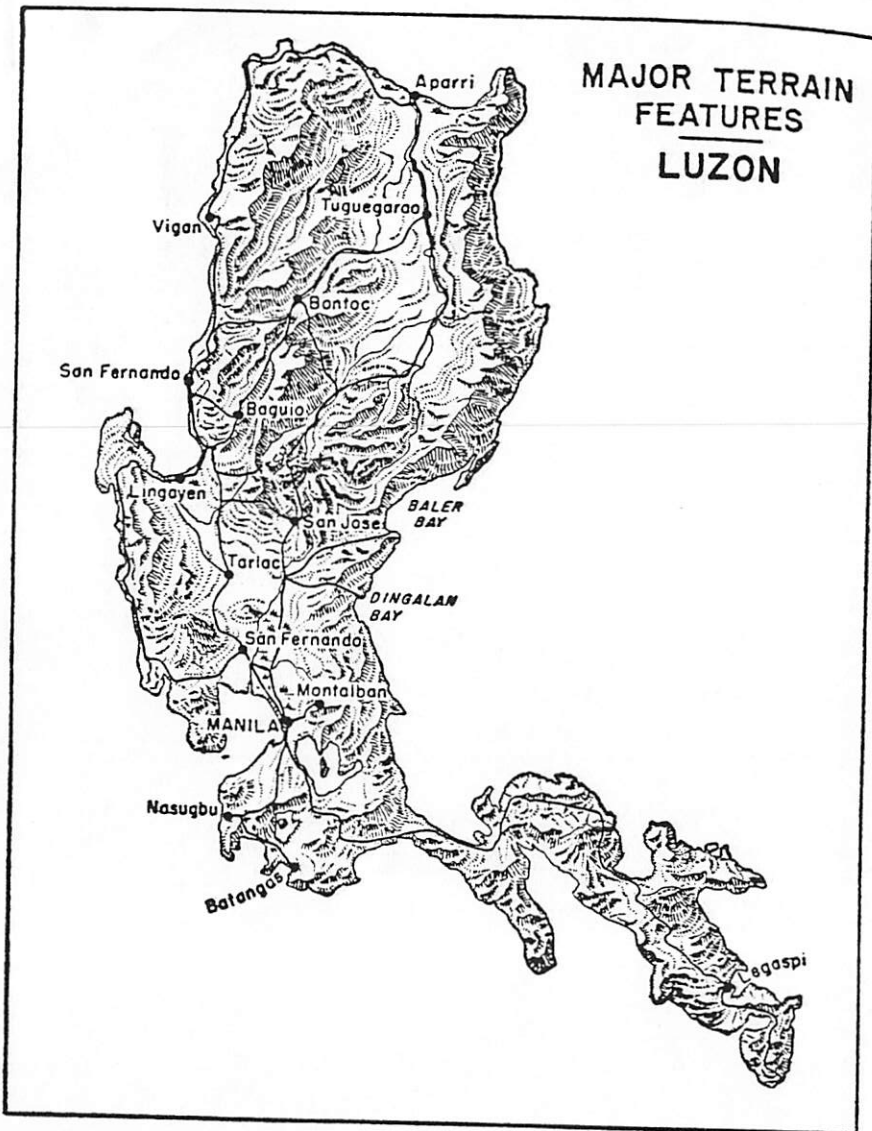 MAJOR TERRAIN
FEATURES
LUZON
Aparri
Tuguegarao
Vigan
Bontoc
San Fernando
Baguio
Lingayen
San Jose
BALER
BAY
Tarlac
DINGALAN
BAY
San Fernando
Montalban
MANILA
Nasugbu
Batangas
Legaspi